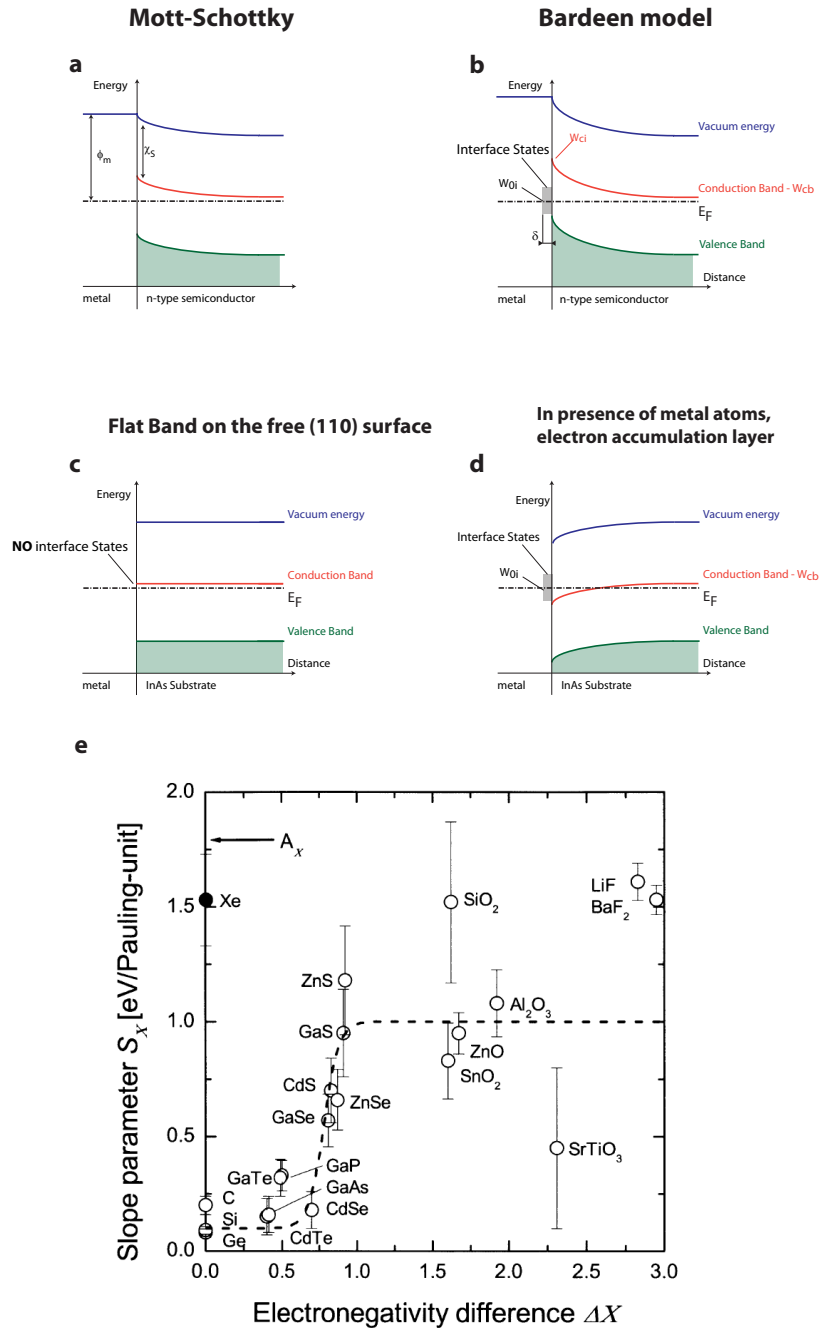 Mott-Schottky
Bardeen model
a
Energy
ϕm
χS
metal
n-type semiconductor
b
Energy
Wci
Interface States
W0i
δ
Vacuum energy
Conduction Band - Wcb
EF
Valence Band
Distance
metal
n-type semiconductor
Flat Band on the free (110) surface
In presence of metal atoms,
electron accumulation layer
c
Energy
NO interface States
Vacuum energy
Conduction Band
EF
Valence Band
Distance
metal
InAs Substrate
d
Energy
Interface States
W0i
Vacuum energy
Conduction Band - Wcb
EF
Valence Band
Distance
metal
InAs Substrate
e
Slope parameter SX [eV/Pauling-unit]
2.0
1.5
1.0
0.5
0.0
AX
Xe
SiO2
LiF
BaF2
ZnS
Al2O3
GaS
ZnO
SnO2
CdS
ZnSe
GaSe
SrTiO3
GaTe
GaP
GaAs
C
CdSe
Si
Ge
CdTe
0.0 0.5 1.0 1.5 2.0 2.5 3.0
Electronegativity difference ΔX